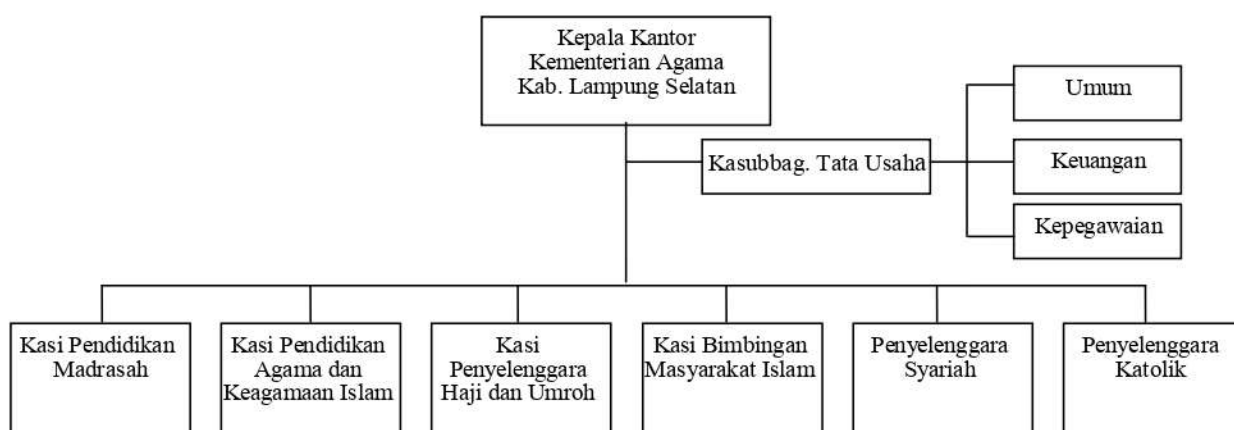 Kepala Kantor
Kementerian Agama
Kab. Lampung Selatan
Umum
Kasubbag. Tata Usaha
Keuangan
Kepegawaian
Kasi Pendidikan
Madrasah
Kasi Pendidikan
Agama dan
Keagamaan Islam
Kasi
Penyelenggara
Haji dan Umroh
Kasi Bimbingan
Masyarakat Islam
Penyelenggara
Syariah
Penyelenggara
Katolik